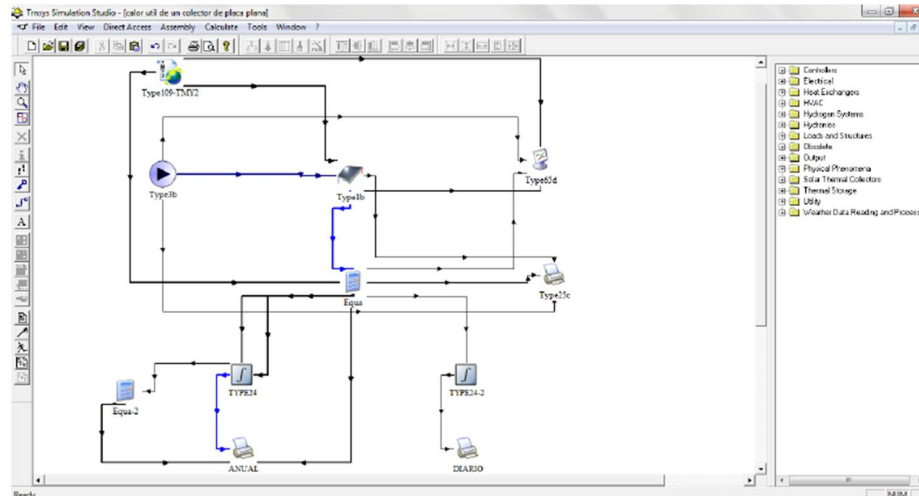 Trnsys Simulation Studio - [calor util de un colector de placa plana]
File Edit View Direct Access Assembly Calculate Tools Window ?
Type109-TMY2
Type3b
Type1b
Type65d
Equa
Type25c
TYPE24
TYPE24-2
Equa-2
ANUAL
DIARIO
Controllers
Electrical
Heat Exchangers
HVAC
Hydrogen Systems
Hydronics
Loads and Structures
Obsolete
Output
Physical Phenomena
Solar Thermal Collectors
Thermal Storage
Utility
Weather Data Reading and Process
Ready
NUM